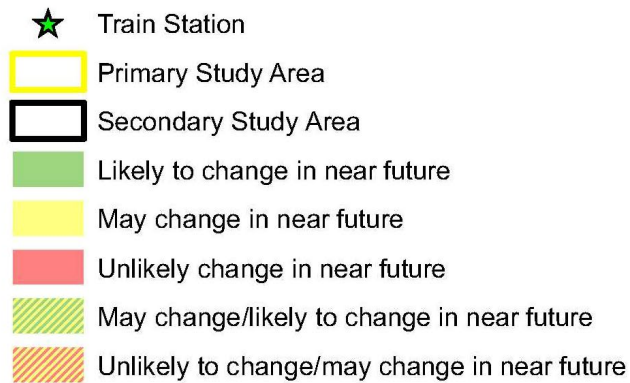 Train Station
Primary Study Area
Secondary Study Area
Likely to change in near future
May change in near future
Unlikely change in near future
May change/likely to change in near future
Unlikely to change/may change in near future